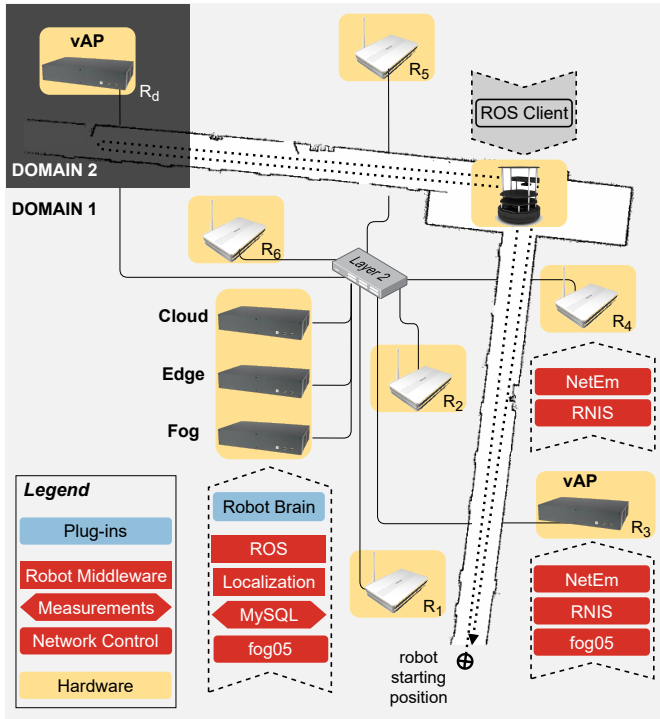 vAP
Rd
R5
ROS Client
DOMAIN 2
DOMAIN 1
R6
Layer 2
Cloud
Edge
Fog
R4
R2
NetEm
RNIS
vAP
R3
Legend
Plug-ins
Robot Middleware
Measurements
Network Control
Hardware
Robot Brain
ROS
Localization
MySQL
fog05
R1
NetEm
RNIS
fog05
robot
starting
position